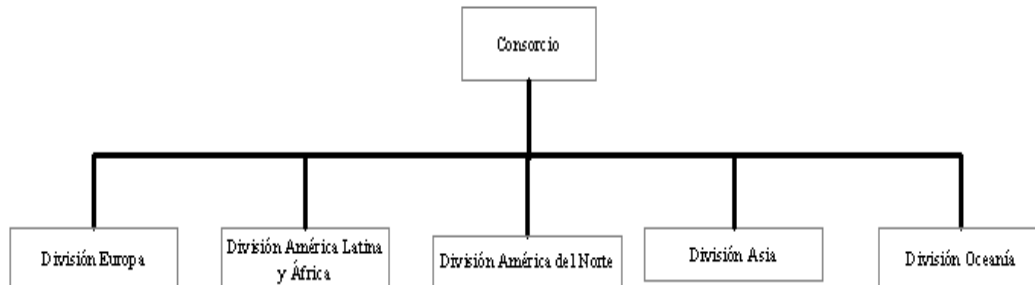 Consorcio
División Europa
División América Latina
y África
División América del Norte
División Asia
División Oceanía